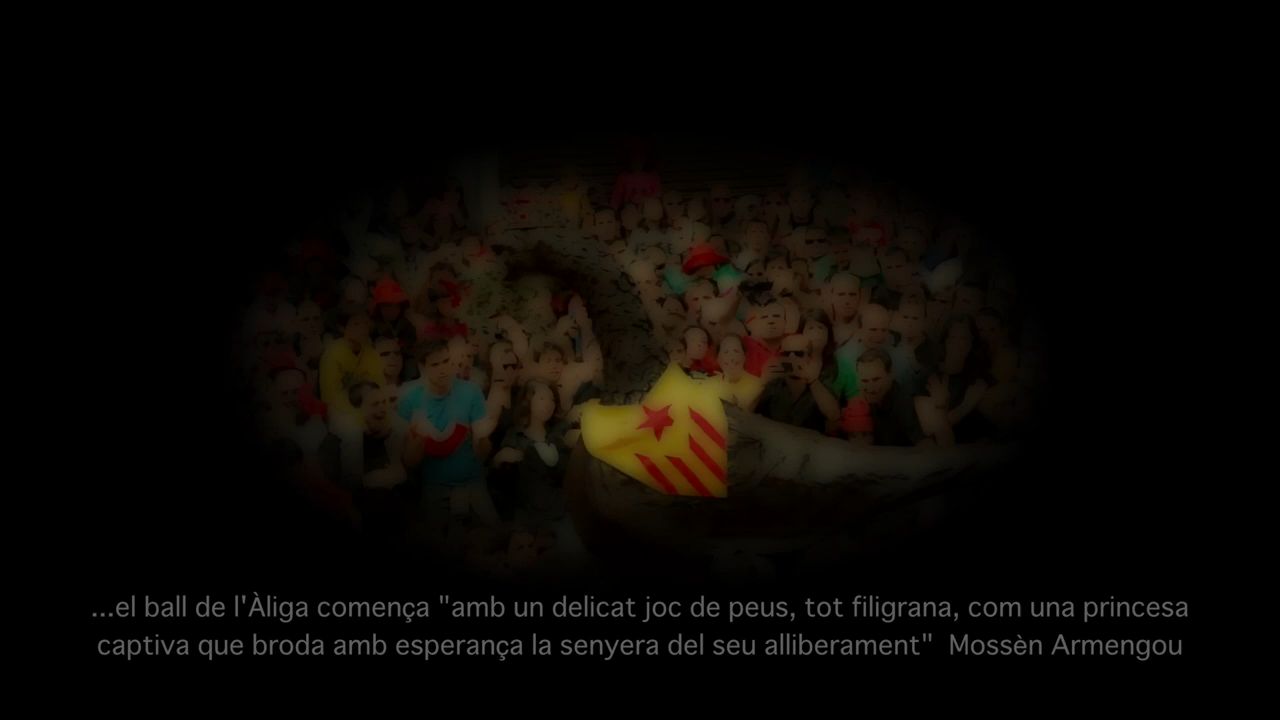 ...el ball de l'Àliga comença "amb un delicat joc de peus, tot filigrana, com una princesa
captiva que broda amb esperança la senyera del seu alliberament"  Mossèn Armengou